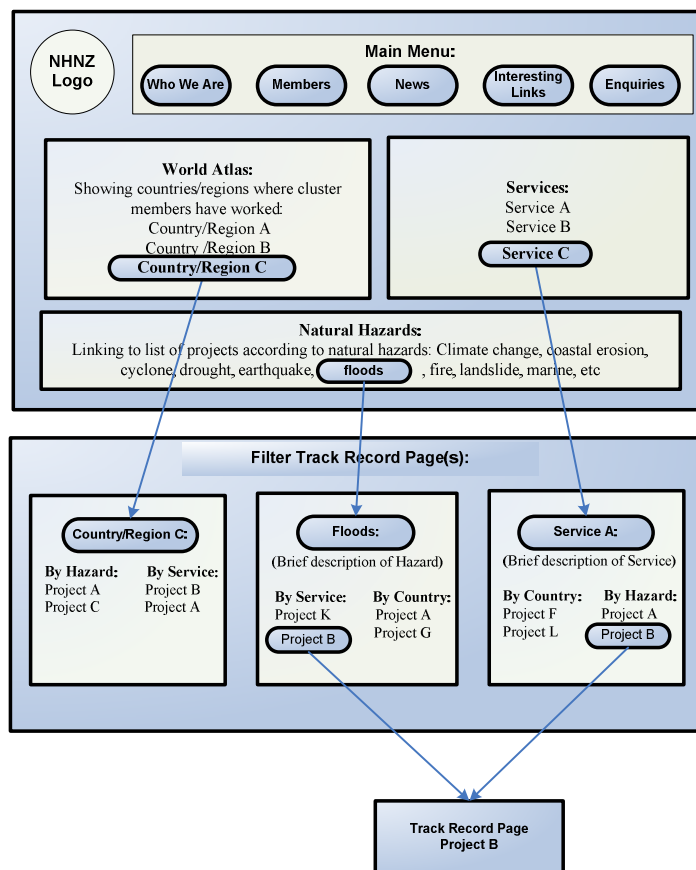 NHNZ
Logo
Main Menu:
Who We Are
Members
News
Interesting
Links
Enquiries
World Atlas:
Showing countries/regions where cluster
members have worked:
Country/Region A
Country /Region B
Country/Region C
Services:
Service A
Service B
Service C
Natural Hazards:
Linking to list of projects according to natural hazards: Climate change, coastal erosion,
cyclone, drought, earthquake, floods , fire, landslide, marine, etc
Filter Track Record Page(s):
Country/Region C:
By Hazard: By Service:
Project A Project B
Project C Project A
Floods:
(Brief description of Hazard)
By Service: By Country:
Project K Project A
Project B Project G
Service A:
(Brief description of Service)
By Country: By Hazard:
Project F Project A
Project L Project B
Track Record Page
Project B